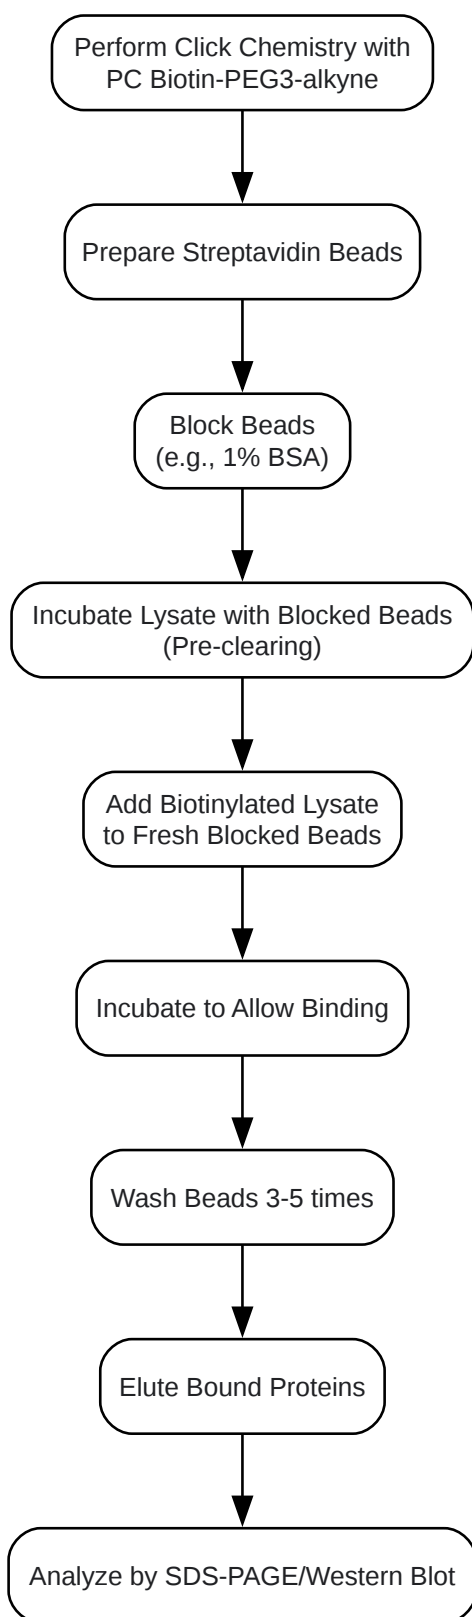 Perform Click Chemistry with
PC Biotin-PEG3-alkyne
Prepare Streptavidin Beads
Block Beads
(e.g., 1% BSA)
Incubate Lysate with Blocked Beads
(Pre-clearing)
Add Biotinylated Lysate
to Fresh Blocked Beads
Incubate to Allow Binding
Wash Beads 3-5 times
Elute Bound Proteins
Analyze by SDS-PAGE/Western Blot